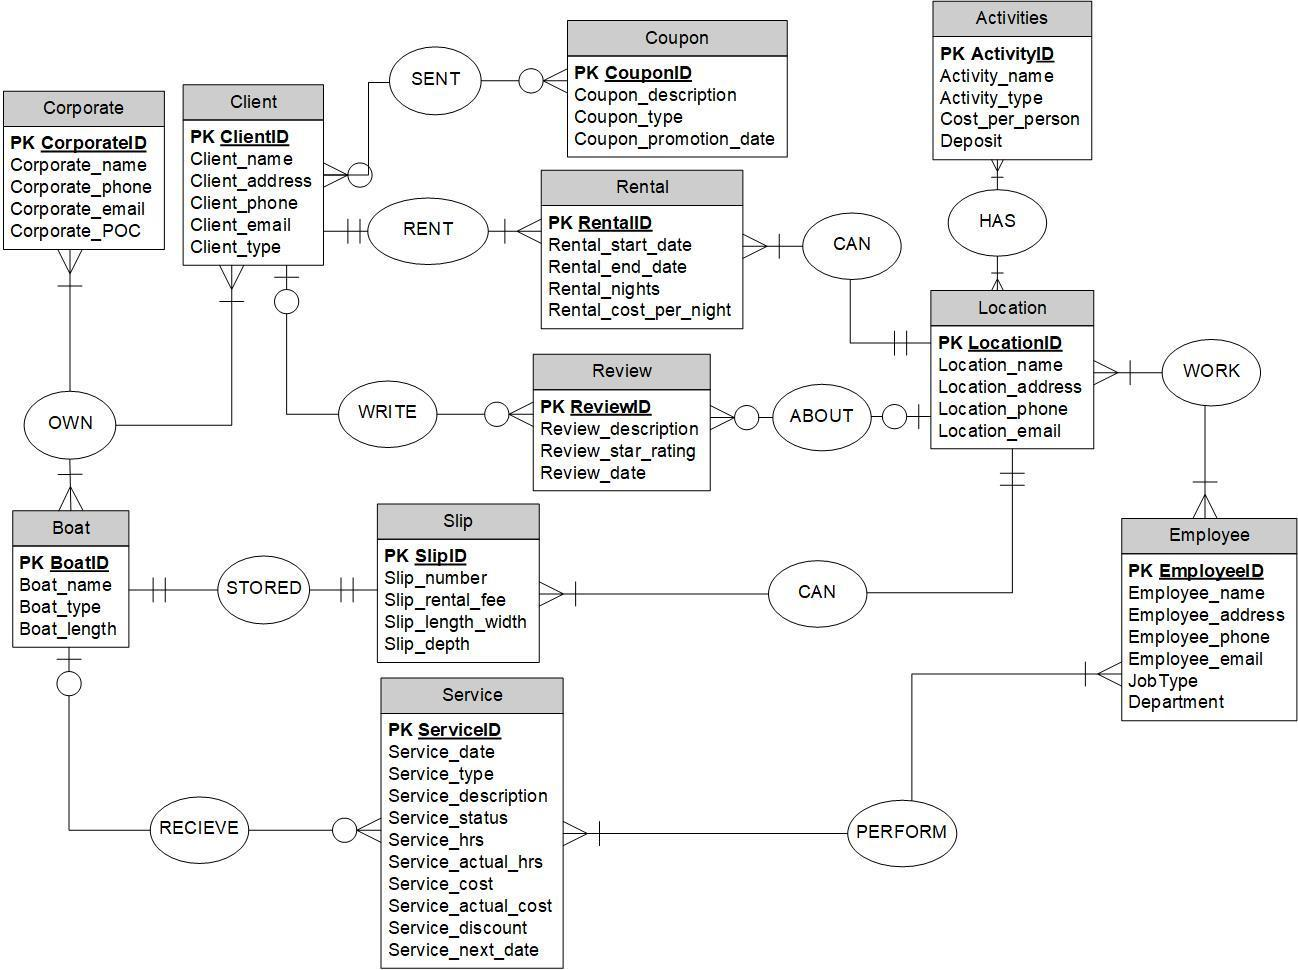 Corporate
PK CorporateID
Corporate_name
Corporate_phone
Corporate_email
Corporate_POC
Client
PK ClientID
Client_name
Client_address
Client_phone
Client_email
Client_type
SENT
Coupon
PK CouponID
Coupon_description
Coupon_type
Coupon_promotion_date
Activities
PK ActivityID
Activity_name
Activity_type
Cost_per_person
Deposit
RENT
Rental
PK RentalID
Rental_start_date
Rental_end_date
Rental_nights
Rental_cost_per_night
CAN
HAS
Location
PK LocationID
Location_name
Location_address
Location_phone
Location_email
WORK
OWN
WRITE
Review
PK ReviewID
Review_description
Review_star_rating
Review_date
ABOUT
Boat
PK BoatID
Boat_name
Boat_type
Boat_length
STORED
Slip
PK SlipID
Slip_number
Slip_rental_fee
Slip_length_width
Slip_depth
CAN
Employee
PK EmployeeID
Employee_name
Employee_address
Employee_phone
Employee_email
JobType
Department
RECIEVE
Service
PK ServiceID
Service_date
Service_type
Service_description
Service_status
Service_hrs
Service_actual_hrs
Service_cost
Service_actual_cost
Service_discount
Service_next_date
PERFORM